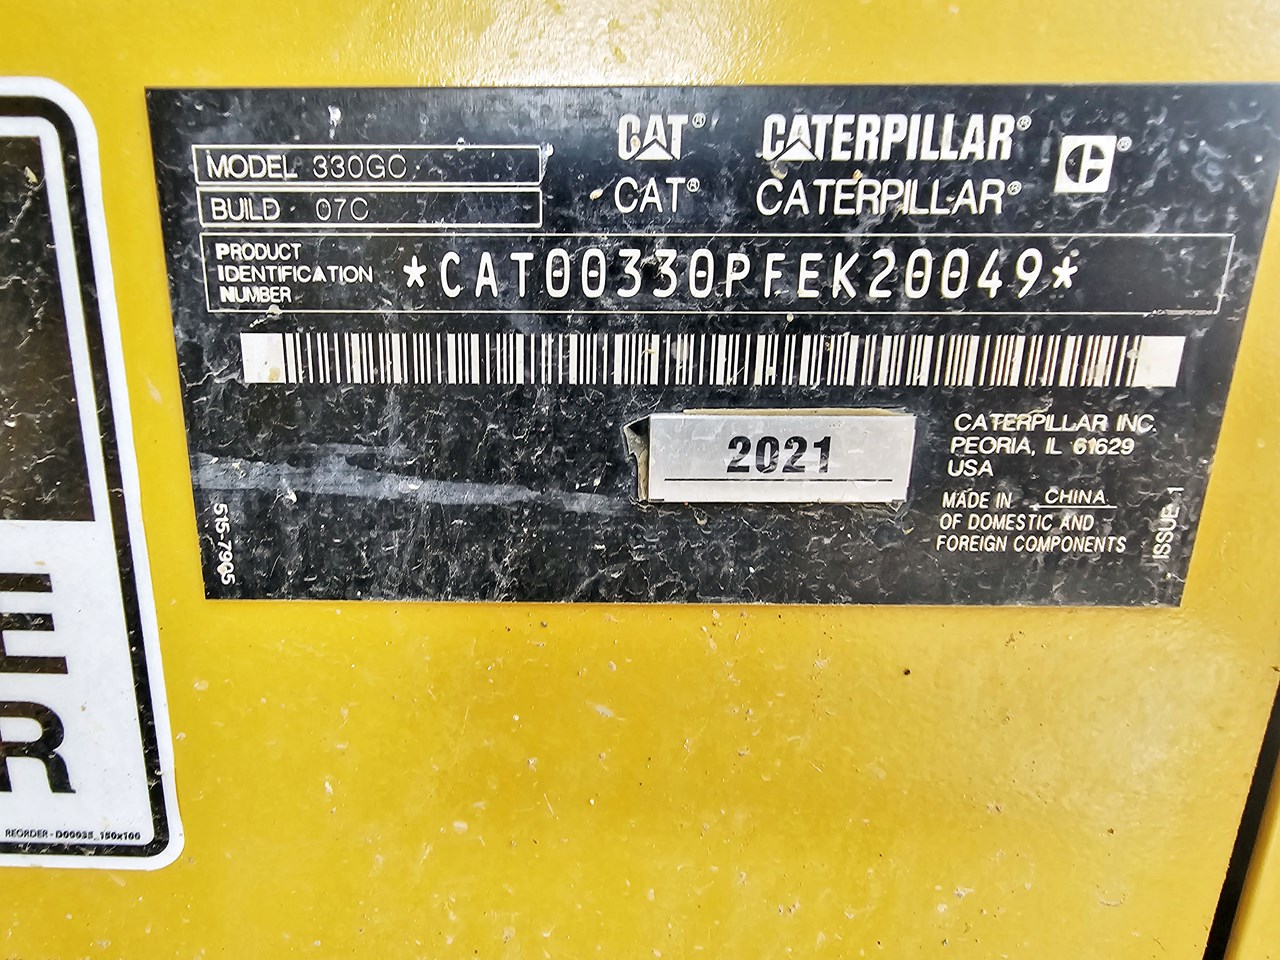 MODEL 330GC
BUILD 07C
CAT® CATERPILLAR® ®
CAT® CATERPILLAR®
PRODUCT
IDENTIFICATION
NUMBER
*CAT00330PFEK20049*
2021
CATERPILLAR INC.
PEORIA, IL 61629
USA
MADE IN CHINA
OF DOMESTIC AND
FOREIGN COMPONENTS
515-7905
ISSUE-1
R
REORDER - D00035_150x100